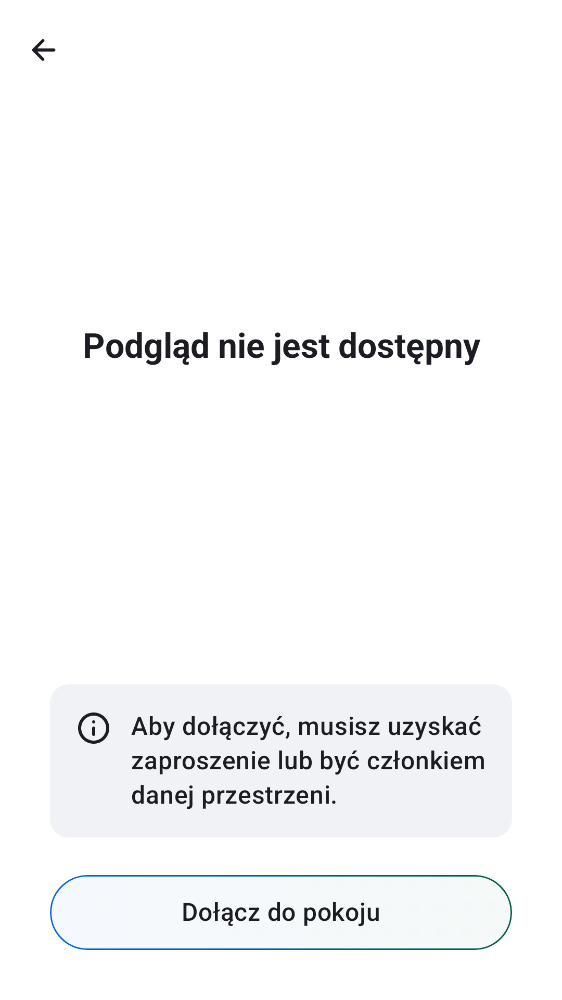 Podgląd nie jest dostępny
Aby dołączyć, musisz uzyskać
zaproszenie lub być członkiem
danej przestrzeni.
Dołącz do pokoju